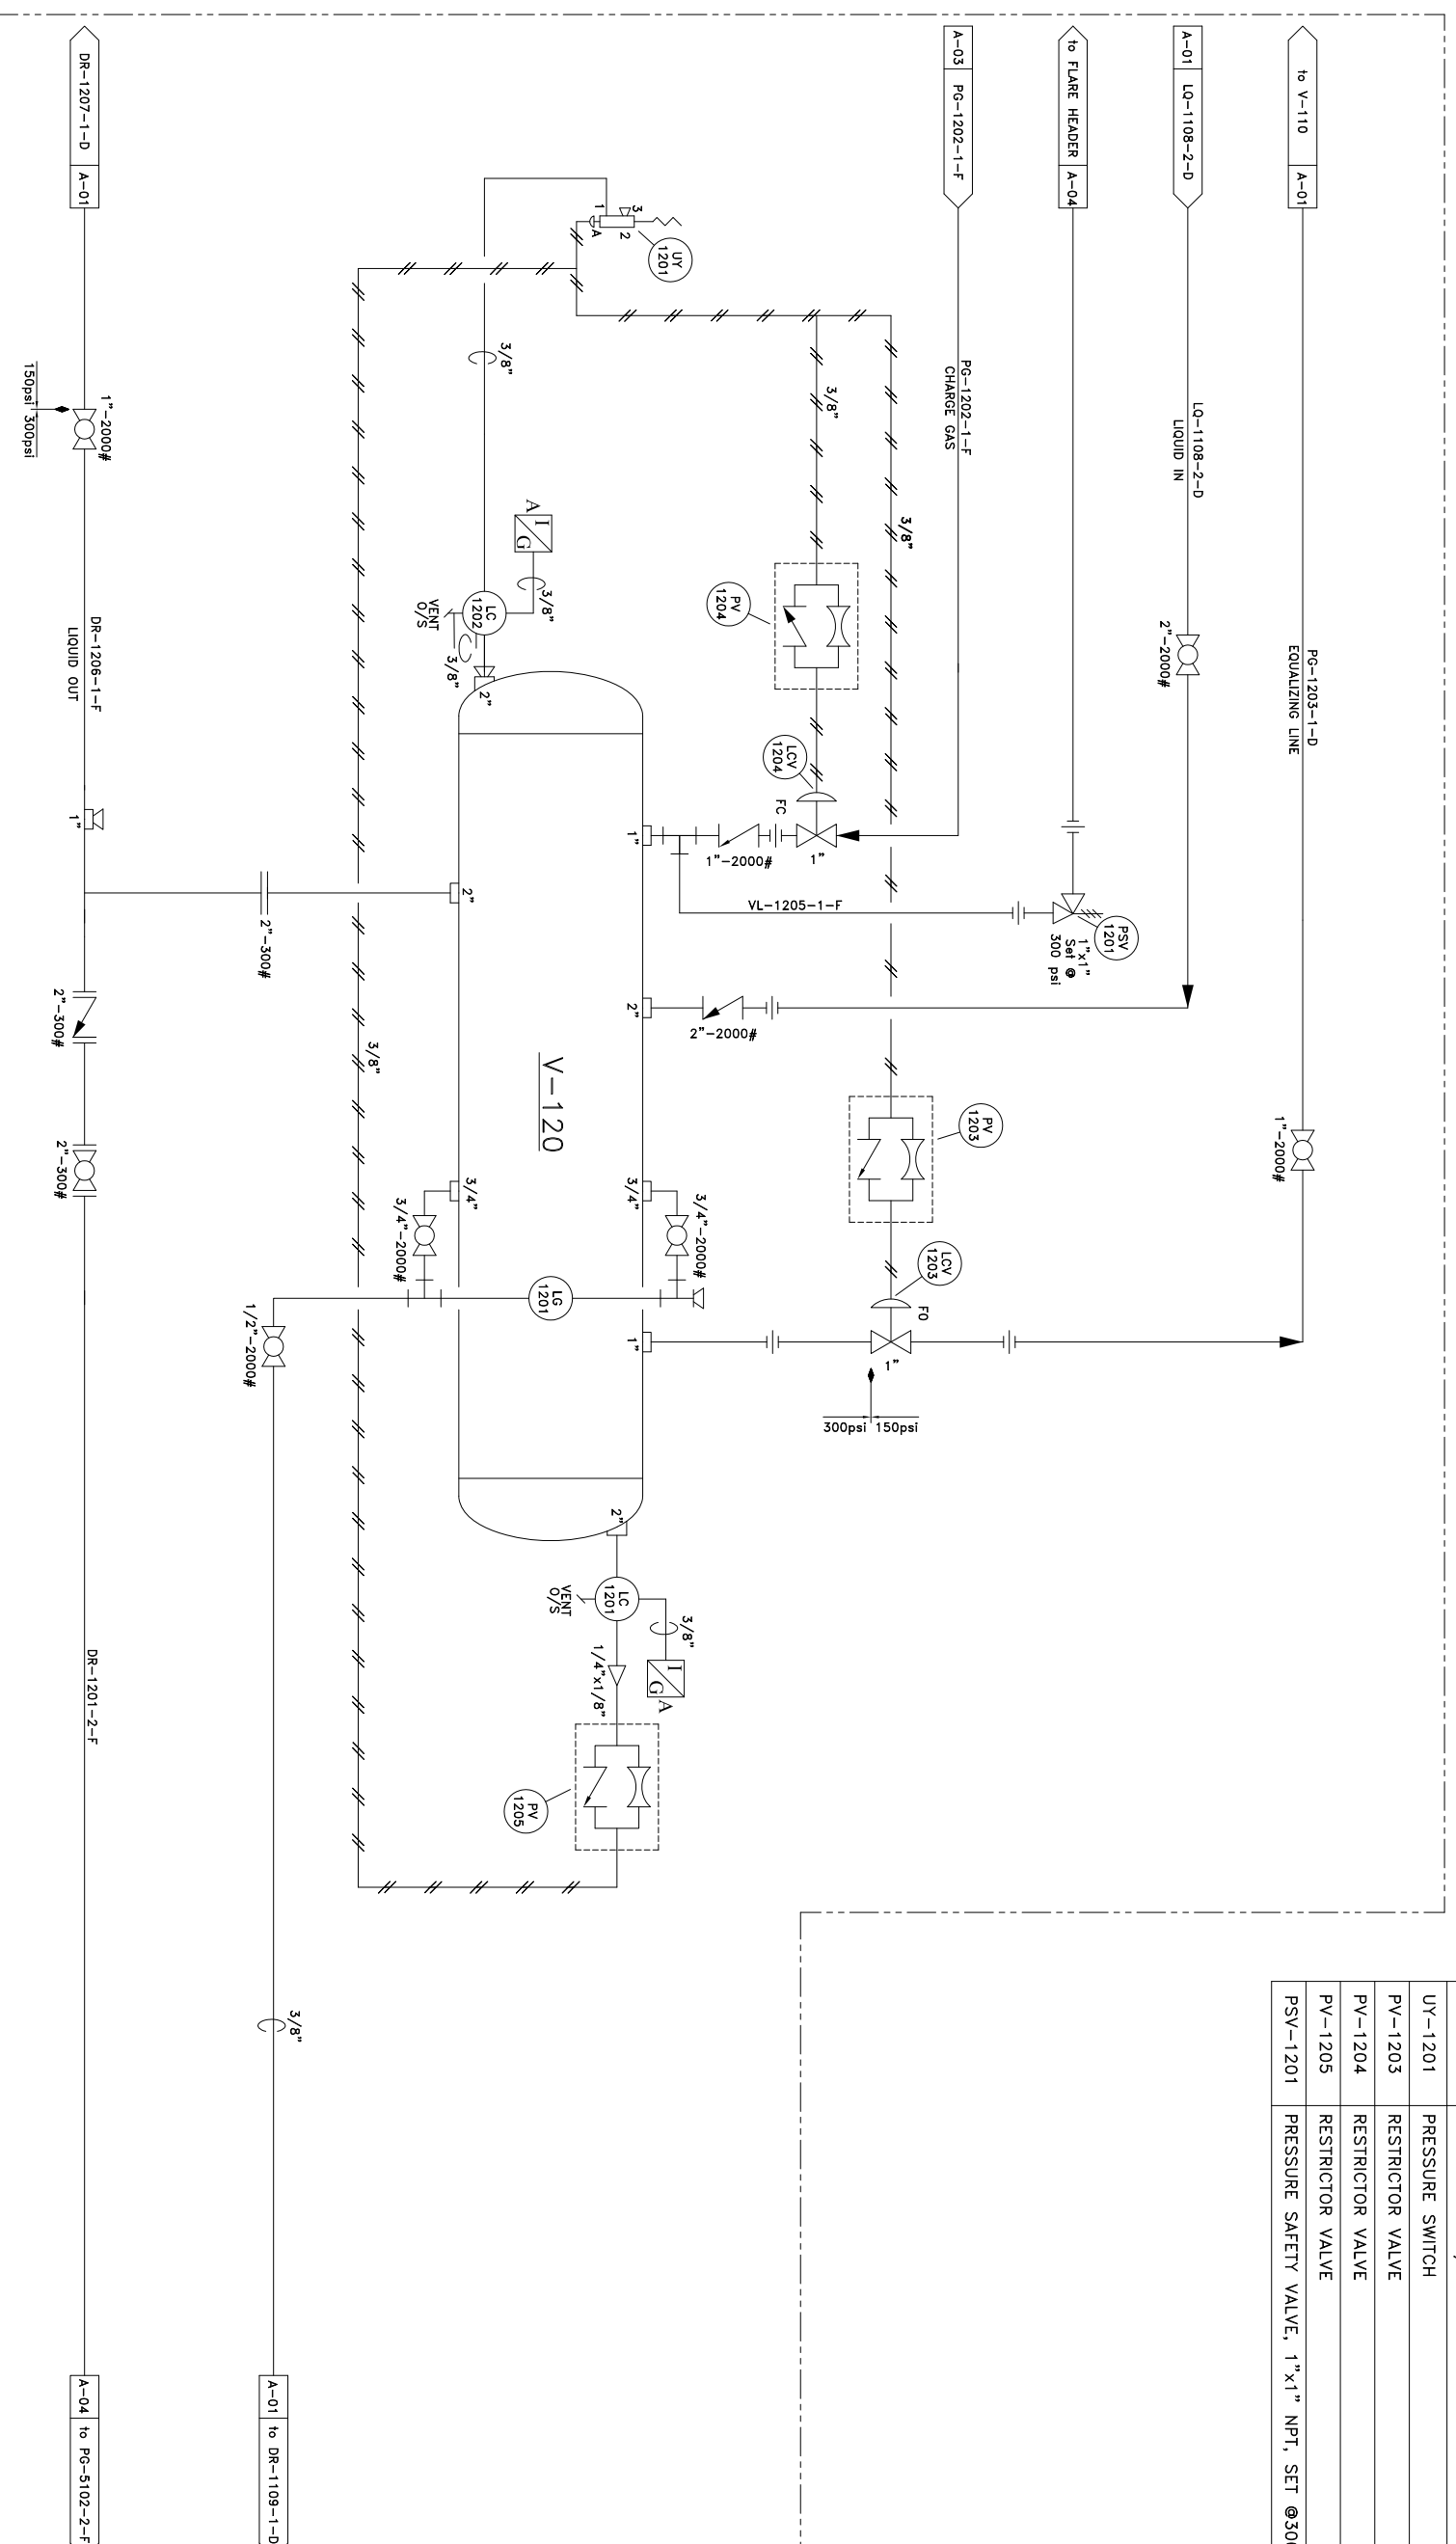 to V-110 A-01
PG-1203-1-D
EQUALIZING LINE
1"-2000#
A-01 LQ-1108-2-D
LQ-1108-2-D
LIQUID IN
2"-2000#
to FLARE HEADER A-04
PSV
1201
1"x1"
Set @
300 psi
A-03 PG-1202-1-F
PG-1202-1-F
CHARGE GAS
3/8"
PV
1203
LCV
1203
FO
1"
300psi 150psi
3/8"
PV
1204
LCV
1204
FC
1"
1"-2000#
VL-1205-1-F
2"-2000#
UY
1201
3
2
1
A
3/8"
I
G
A
3/8"
LC
1202
VENT
O/S
3/8"
2"
1"
2"
3/4"
3/4"-2000#
1"
V-120
2"
3/4"
3/4"-2000#
LG
1201
2"
LC
1201
VENT
O/S
3/8"
I
G
A
1/4"x1/8"
PV
1205
3/8"
2"-300#
1/2"-2000#
3/8"
A-01 to DR-1109-1-D
DR-1207-1-D A-01
1"-2000#
150psi 300psi
DR-1206-1-F
LIQUID OUT
1"
2"-300#
2"-300#
DR-1201-2-F
A-04 to PG-5102-2-F
UY-1201 PRESSURE SWITCH
PV-1203 RESTRICTOR VALVE
PV-1204 RESTRICTOR VALVE
PV-1205 RESTRICTOR VALVE
PSV-1201 PRESSURE SAFETY VALVE, 1"x1" NPT, SET @300